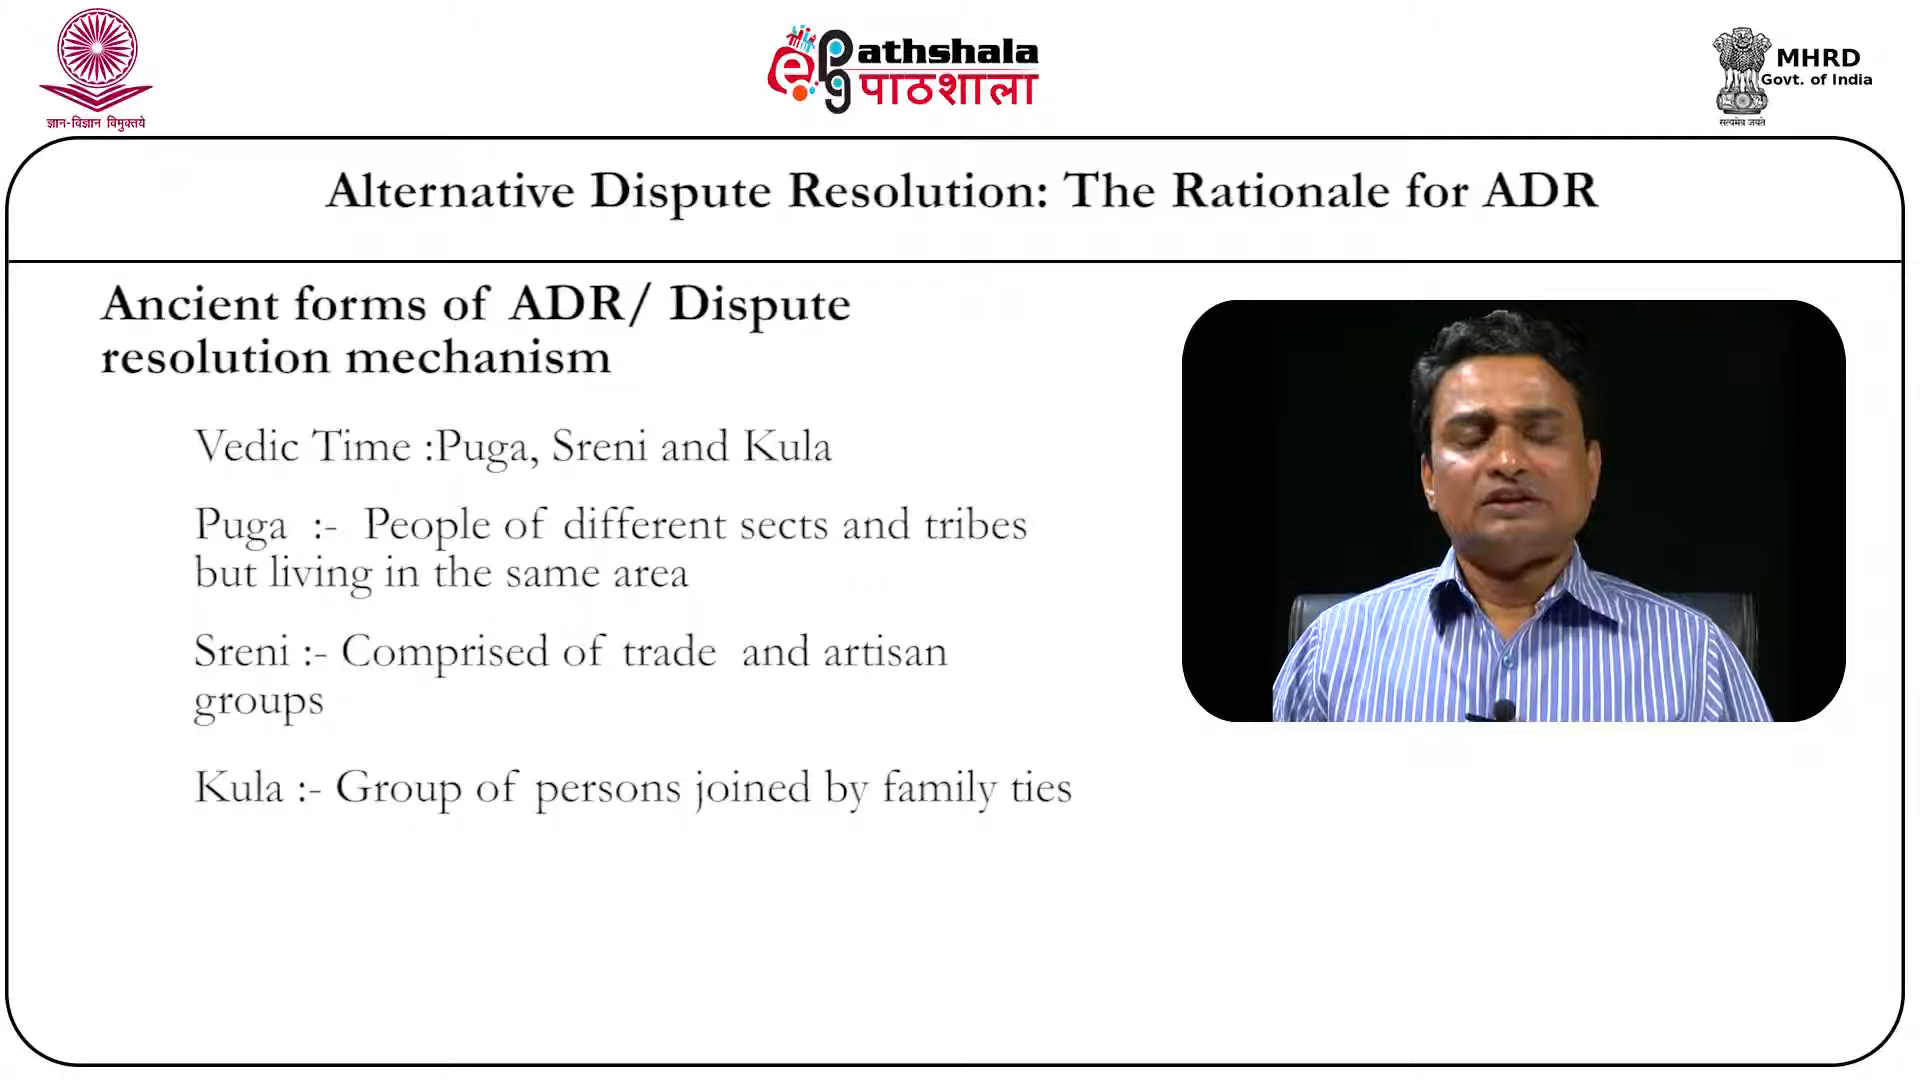 ज्ञान-विज्ञान विमुक्तये
e pg Pathshala
पाठशाला
MHRD
Govt. of India
सत्यमेव जयते
Alternative Dispute Resolution: The Rationale for ADR
Ancient forms of ADR/ Dispute
resolution mechanism
Vedic Time :Puga, Sreni and Kula
Puga :- People of different sects and tribes
but living in the same area
Sreni :- Comprised of trade and artisan
groups
Kula :- Group of persons joined by family ties